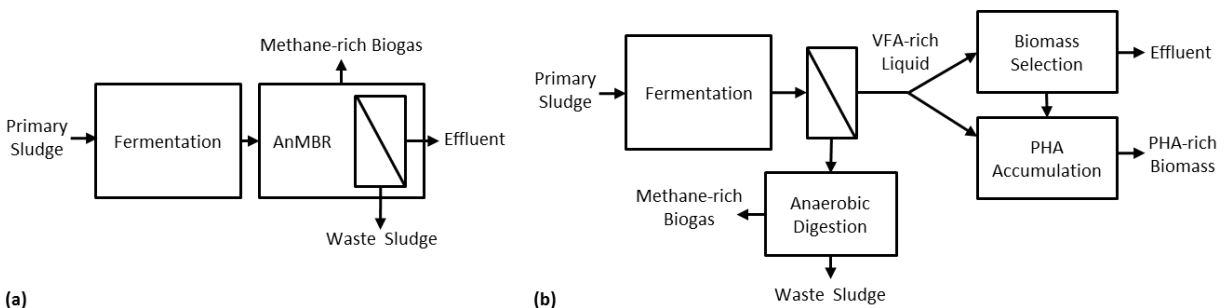 Methane-rich Biogas
Primary
Sludge
Fermentation
AnMBR
Effluent
Waste Sludge
(a)
Primary
Sludge
Fermentation
VFA-rich
Liquid
Biomass
Selection
Effluent
PHA
Accumulation
PHA-rich
Biomass
Methane-rich
Biogas
Anaerobic
Digestion
Waste Sludge
(b)